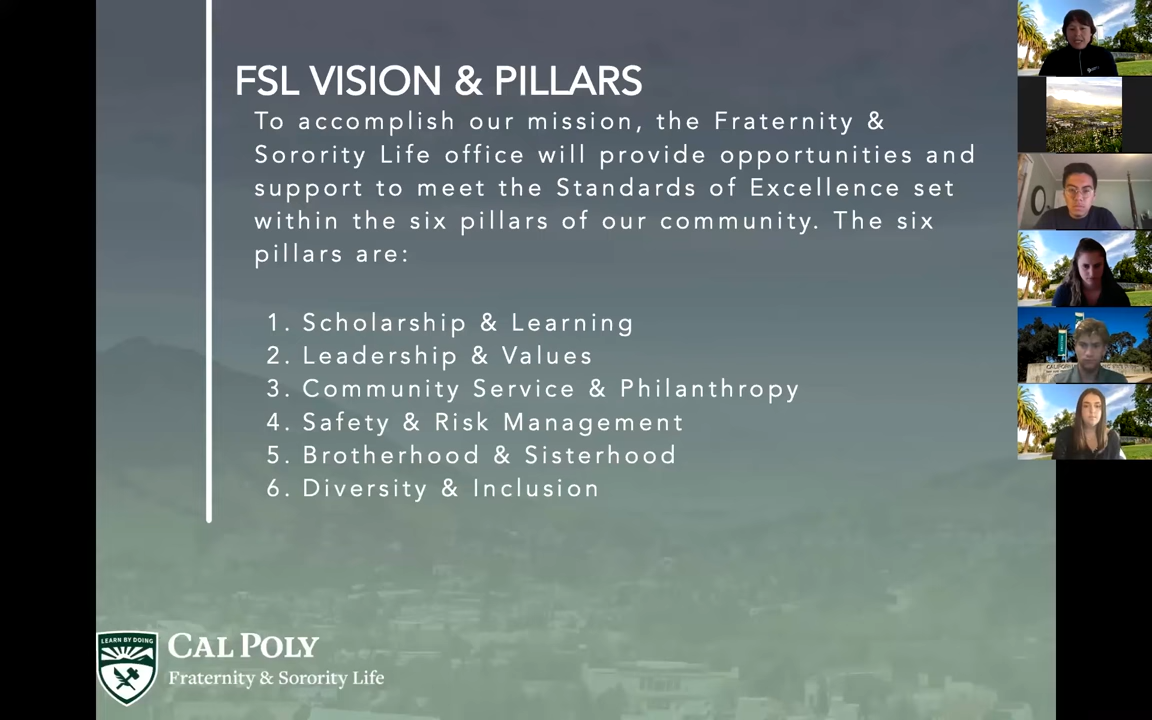 FSL VISION & PILLARS
To accomplish our mission, the Fraternity &
Sorority Life office will provide opportunities and
support to meet the Standards of Excellence set
within the six pillars of our community. The six
pillars are:
1. Scholarship & Learning
2. Leadership & Values
3. Community Service & Philanthropy
4. Safety & Risk Management
5. Brotherhood & Sisterhood
6. Diversity & Inclusion
LEARN BY DOING
CAL POLY
Fraternity & Sorority Life